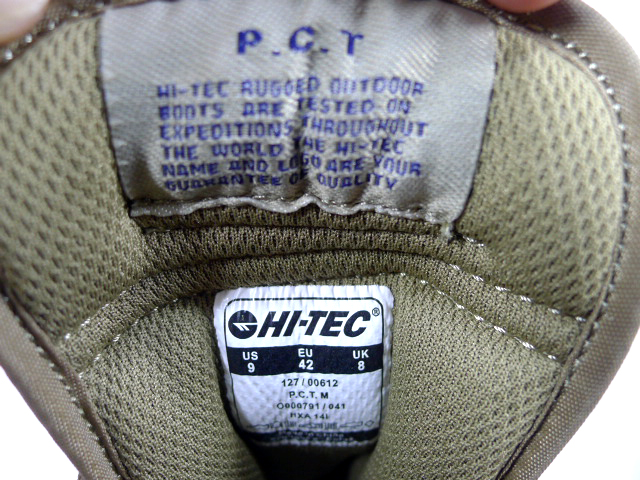 P.C.T
HI-TEC RUGGED OUTDOOR
BOOTS ARE TESTED ON
EXPEDITIONS THROUGHOUT
THE WORLD THE HI-TEC
NAME AND LOGO ARE YOUR
GUARANTEE OF QUALITY
HI-TEC®
US EU UK
9 42 8
127 / 00612
P.C.T. M
O000791 / 041